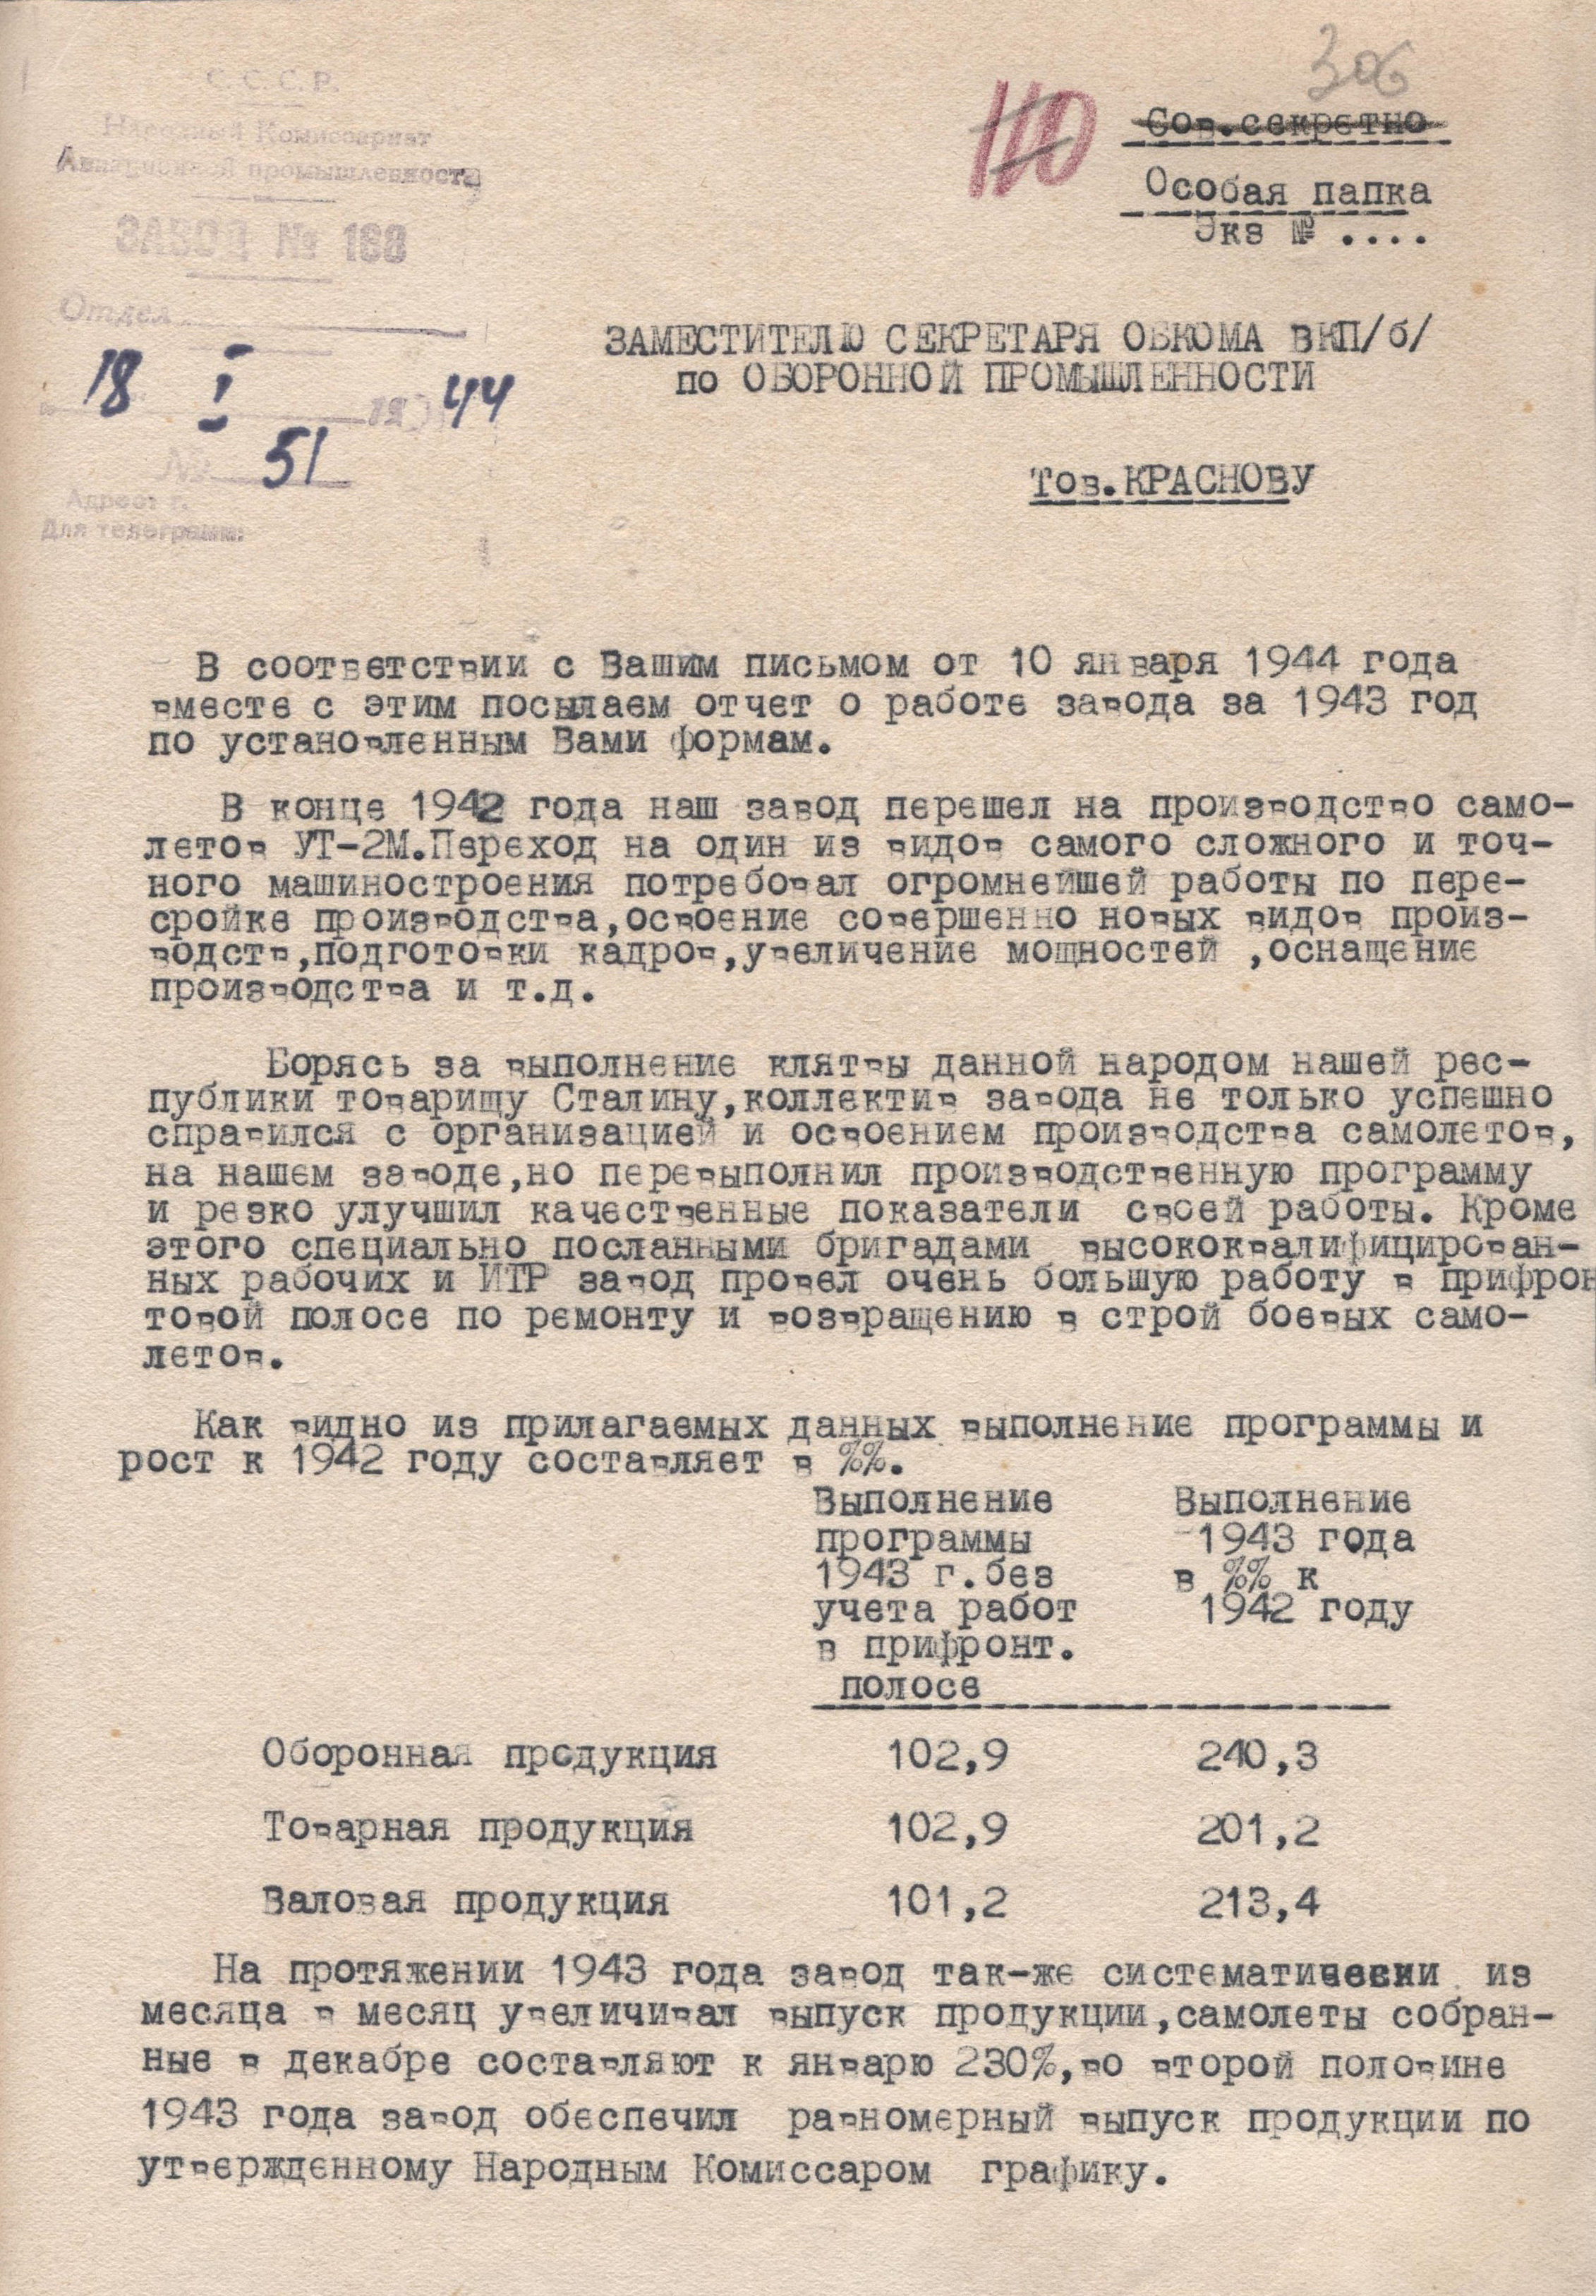 306
110
Сов.секретно
Особая папка
Экз № ....
С.С.С.Р.
Народный Комиссариат
Авиационной промышленности
ЗАВОД № 168
Отдел
18 I 1944
№ 51
Адрес: г.
Для телеграмм:
ЗАМЕСТИТЕЛЮ СЕКРЕТАРЯ ОБКОМА ВКП/б/
по ОБОРОННОЙ ПРОМЫШЛЕННОСТИ
Тов.КРАСНОВУ
В соответствии с Вашим письмом от 10 января 1944 года
вместе с этим посылаем отчет о работе завода за 1943 год
по установленным Вами формам.
В конце 1942 года наш завод перешел на производство само-
летов УТ-2М.Переход на один из видов самого сложного и точ-
ного машиностроения потребовал огромнейшей работы по пере-
сройке производства,освоение совершенно новых видов произ-
водств,подготовки кадров,увеличение мощностей ,оснащение
производства и т.д.
Борясь за выполнение клятвы данной народом нашей рес-
публики товарищу Сталину,коллектив завода не только успешно
справился с организацией и освоением производства самолетов,
на нашем заводе,но перевыполнил производственную программу
и резко улучшил качественные показатели своей работы. Кроме
этого специально посланными бригадами высококвалифицирован-
ных рабочих и ИТР завод провел очень большую работу в прифрон
товой полосе по ремонту и возвращению в строй боевых само-
летов.
Как видно из прилагаемых данных выполнение программы и
рост к 1942 году составляет в %%.
Выполнение Выполнение
программы 1943 года
1943 г.без в %% к
учета работ 1942 году
в прифронт.
полосе
Оборонная продукция 102,9 240,3
Товарная продукция 102,9 201,2
Валовая продукция 101,2 213,4
На протяжении 1943 года завод так-же систематически из
месяца в месяц увеличивал выпуск продукции,самолеты собран-
ные в декабре составляют к январю 230%,во второй половине
1943 года завод обеспечил равномерный выпуск продукции по
утвержденному Народным Комиссаром графику.